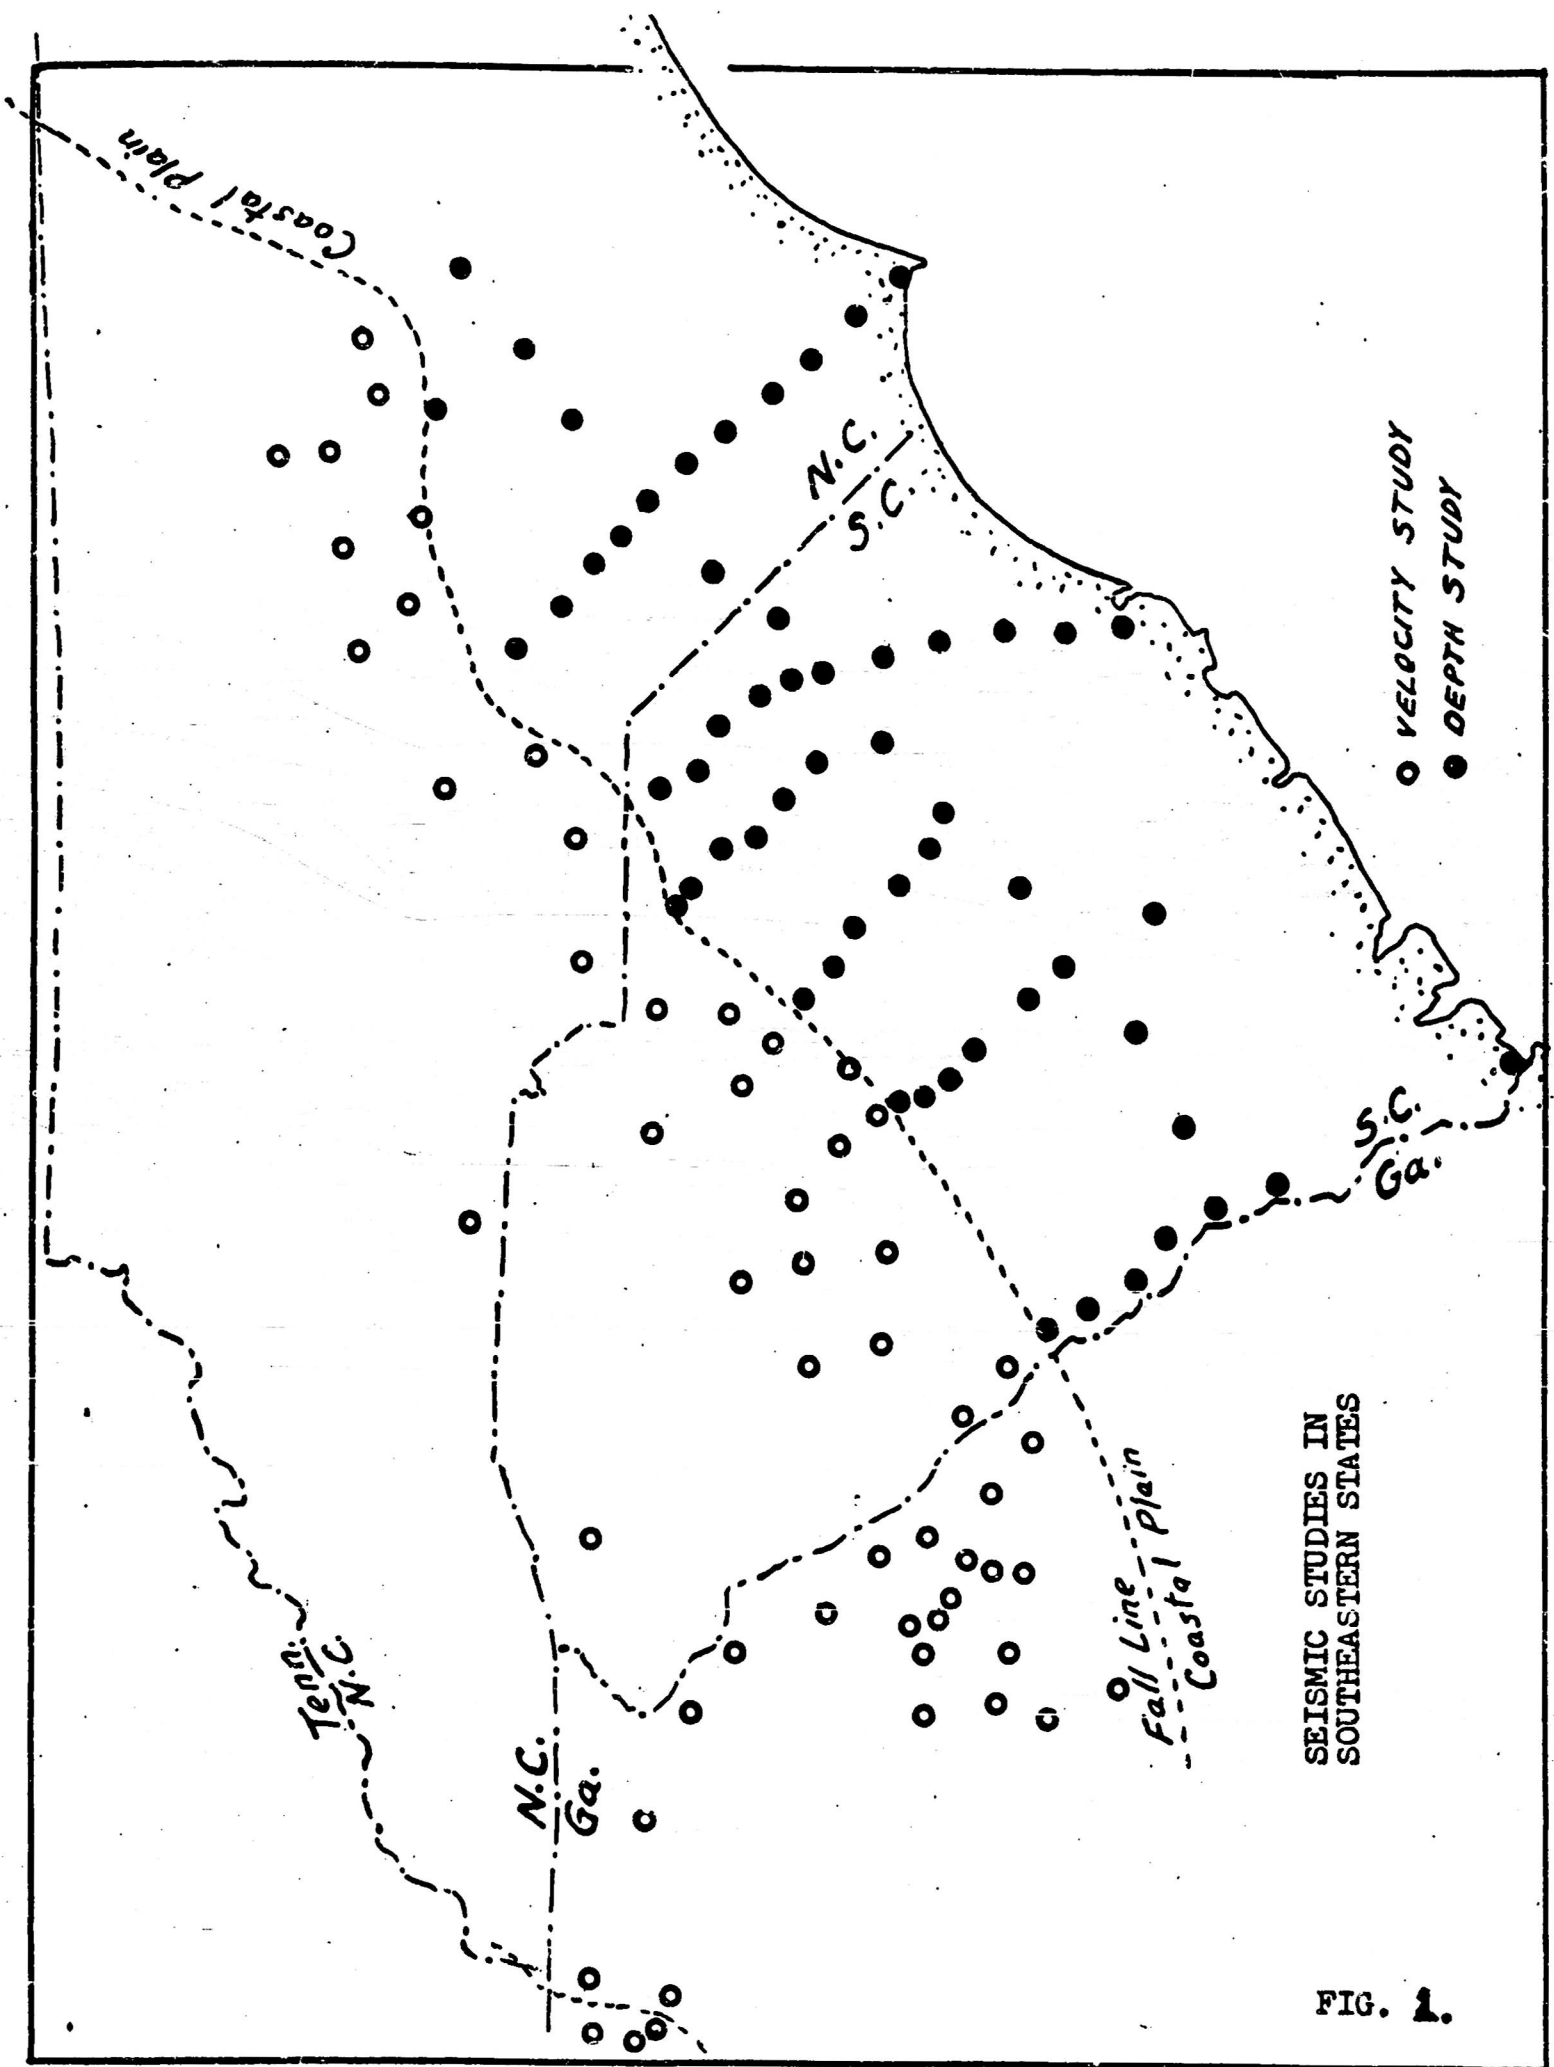 Coastal Plain
N.C.
S.C.
VELOCITY STUDY
DEPTH STUDY
S.C.
Ga.
Tenn.
N.C.
N.C.
Ga.
Fall Line
Coastal Plain
SEISMIC STUDIES IN
SOUTHEASTERN STATES
FIG. 1.